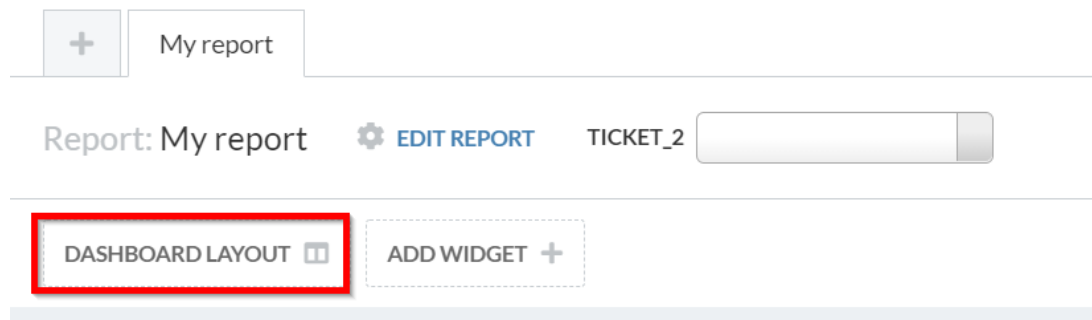 + My report
Report: My report EDIT REPORT TICKET_2
DASHBOARD LAYOUT ADD WIDGET +